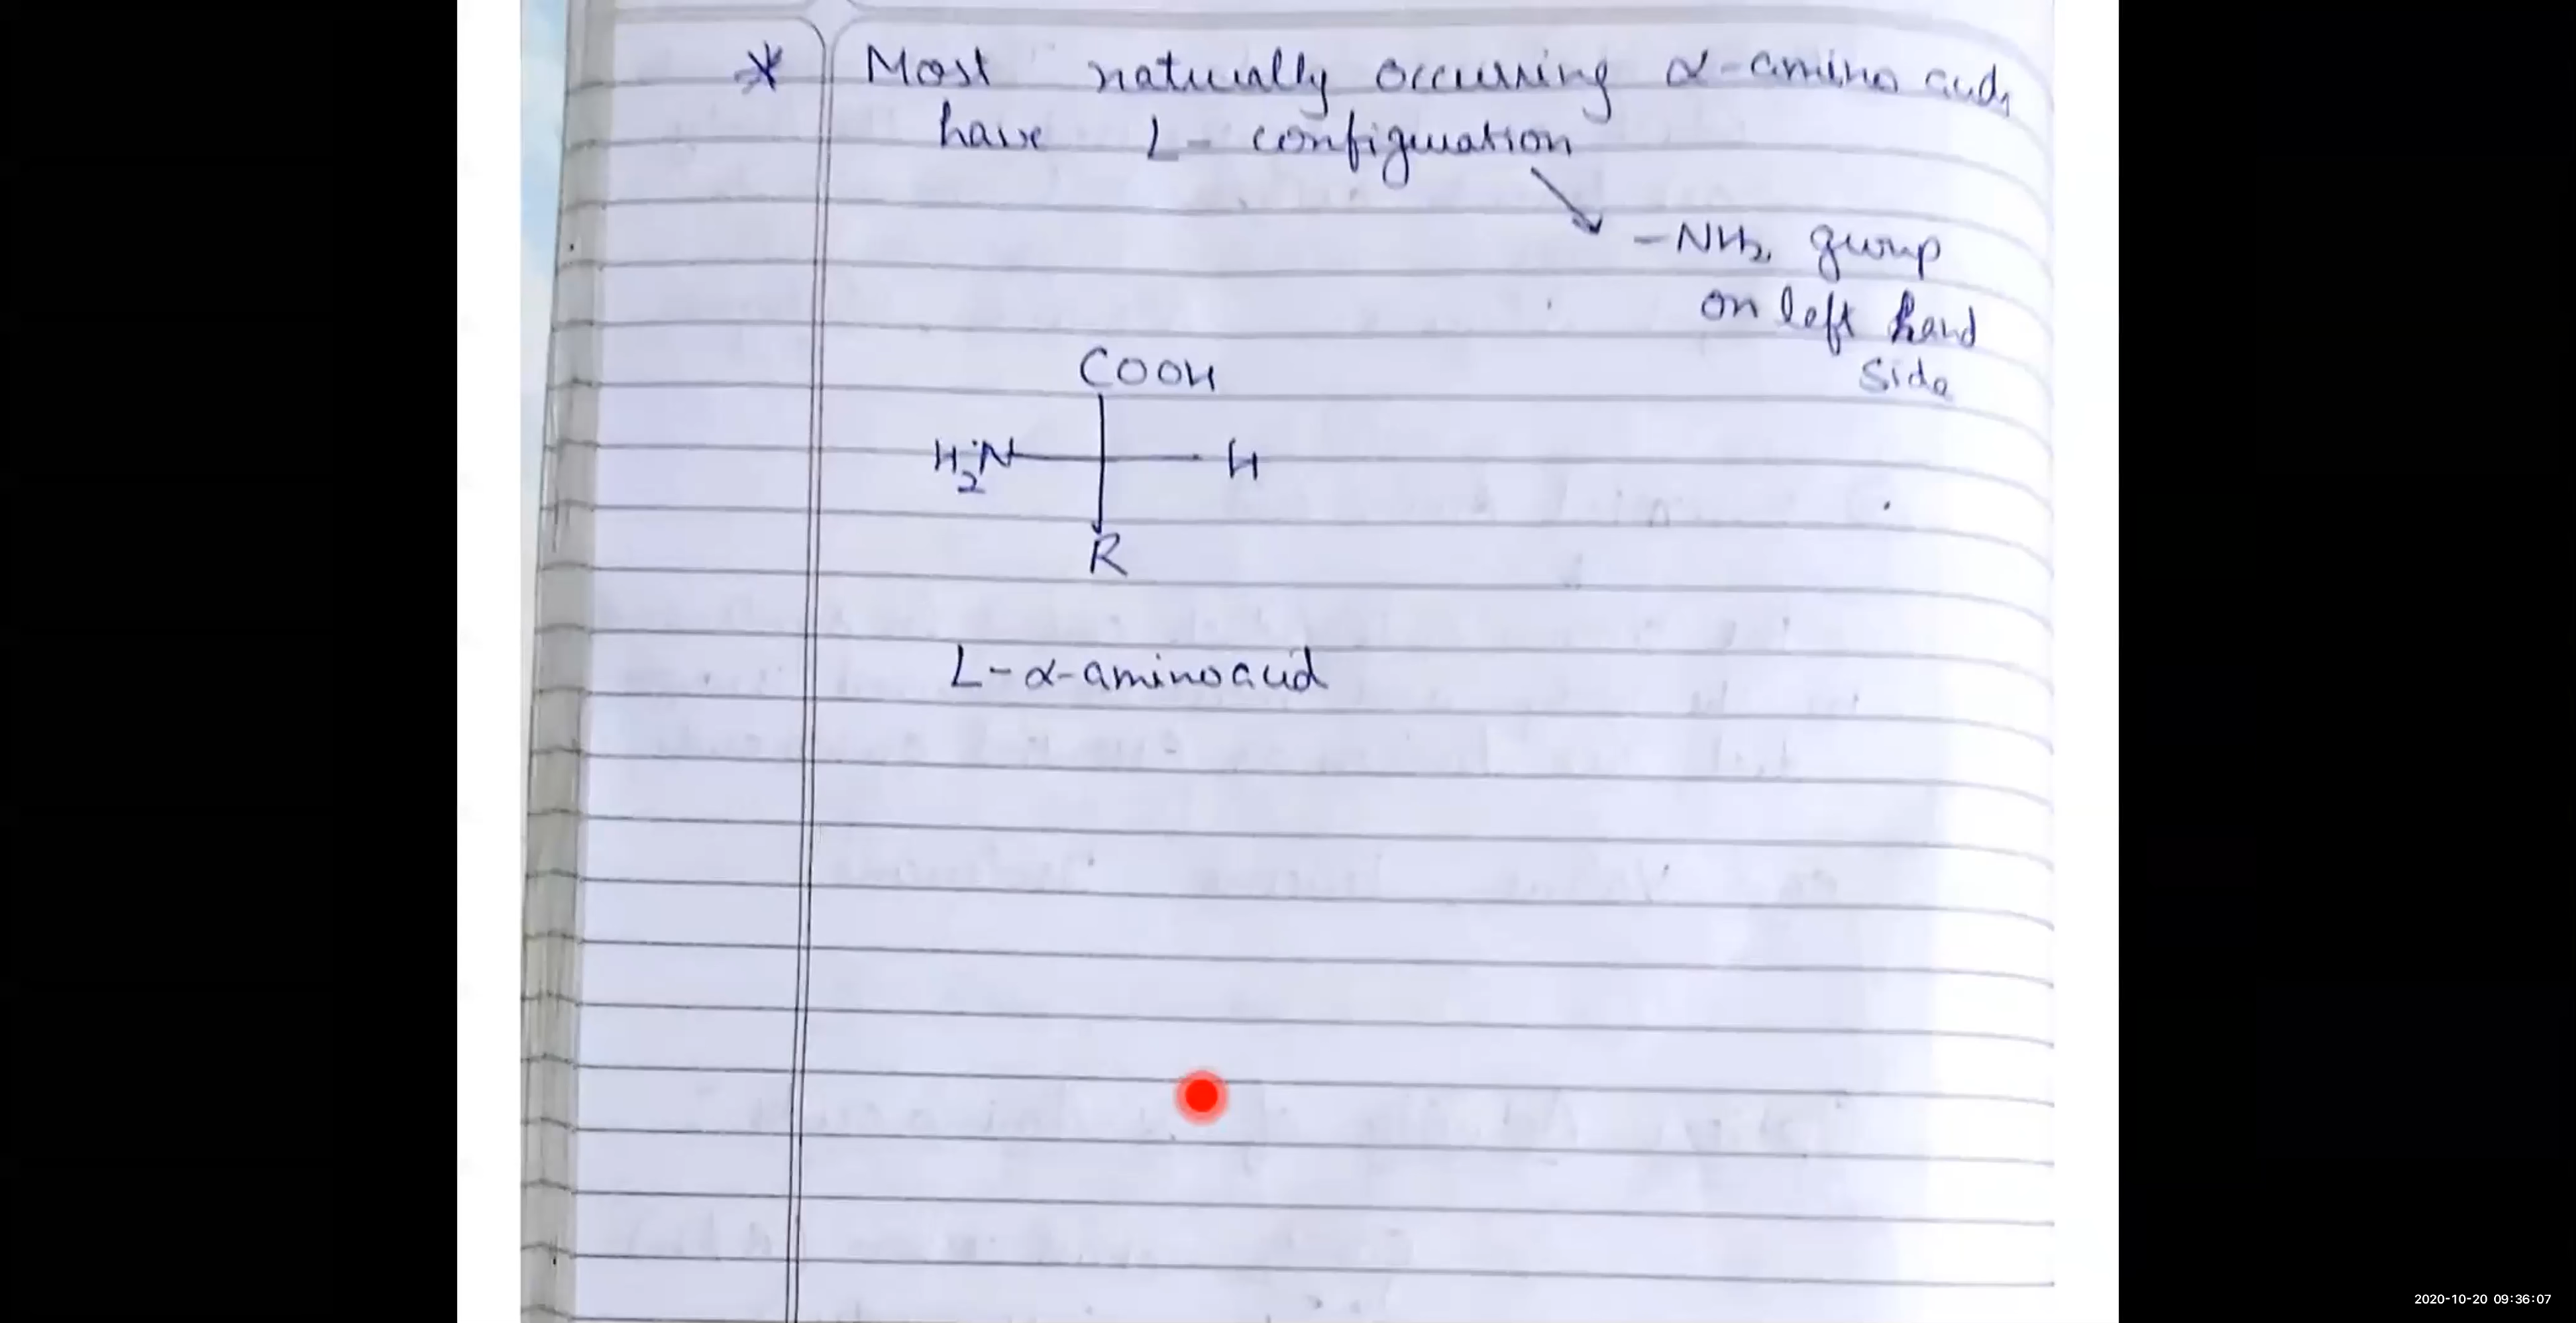 * Most naturally occurring α-amino acids
have L- configuration
-NH2 group
on left hand
side
COOH
H2N H
R
L-α-aminoacid
2020-10-20 09:36:07